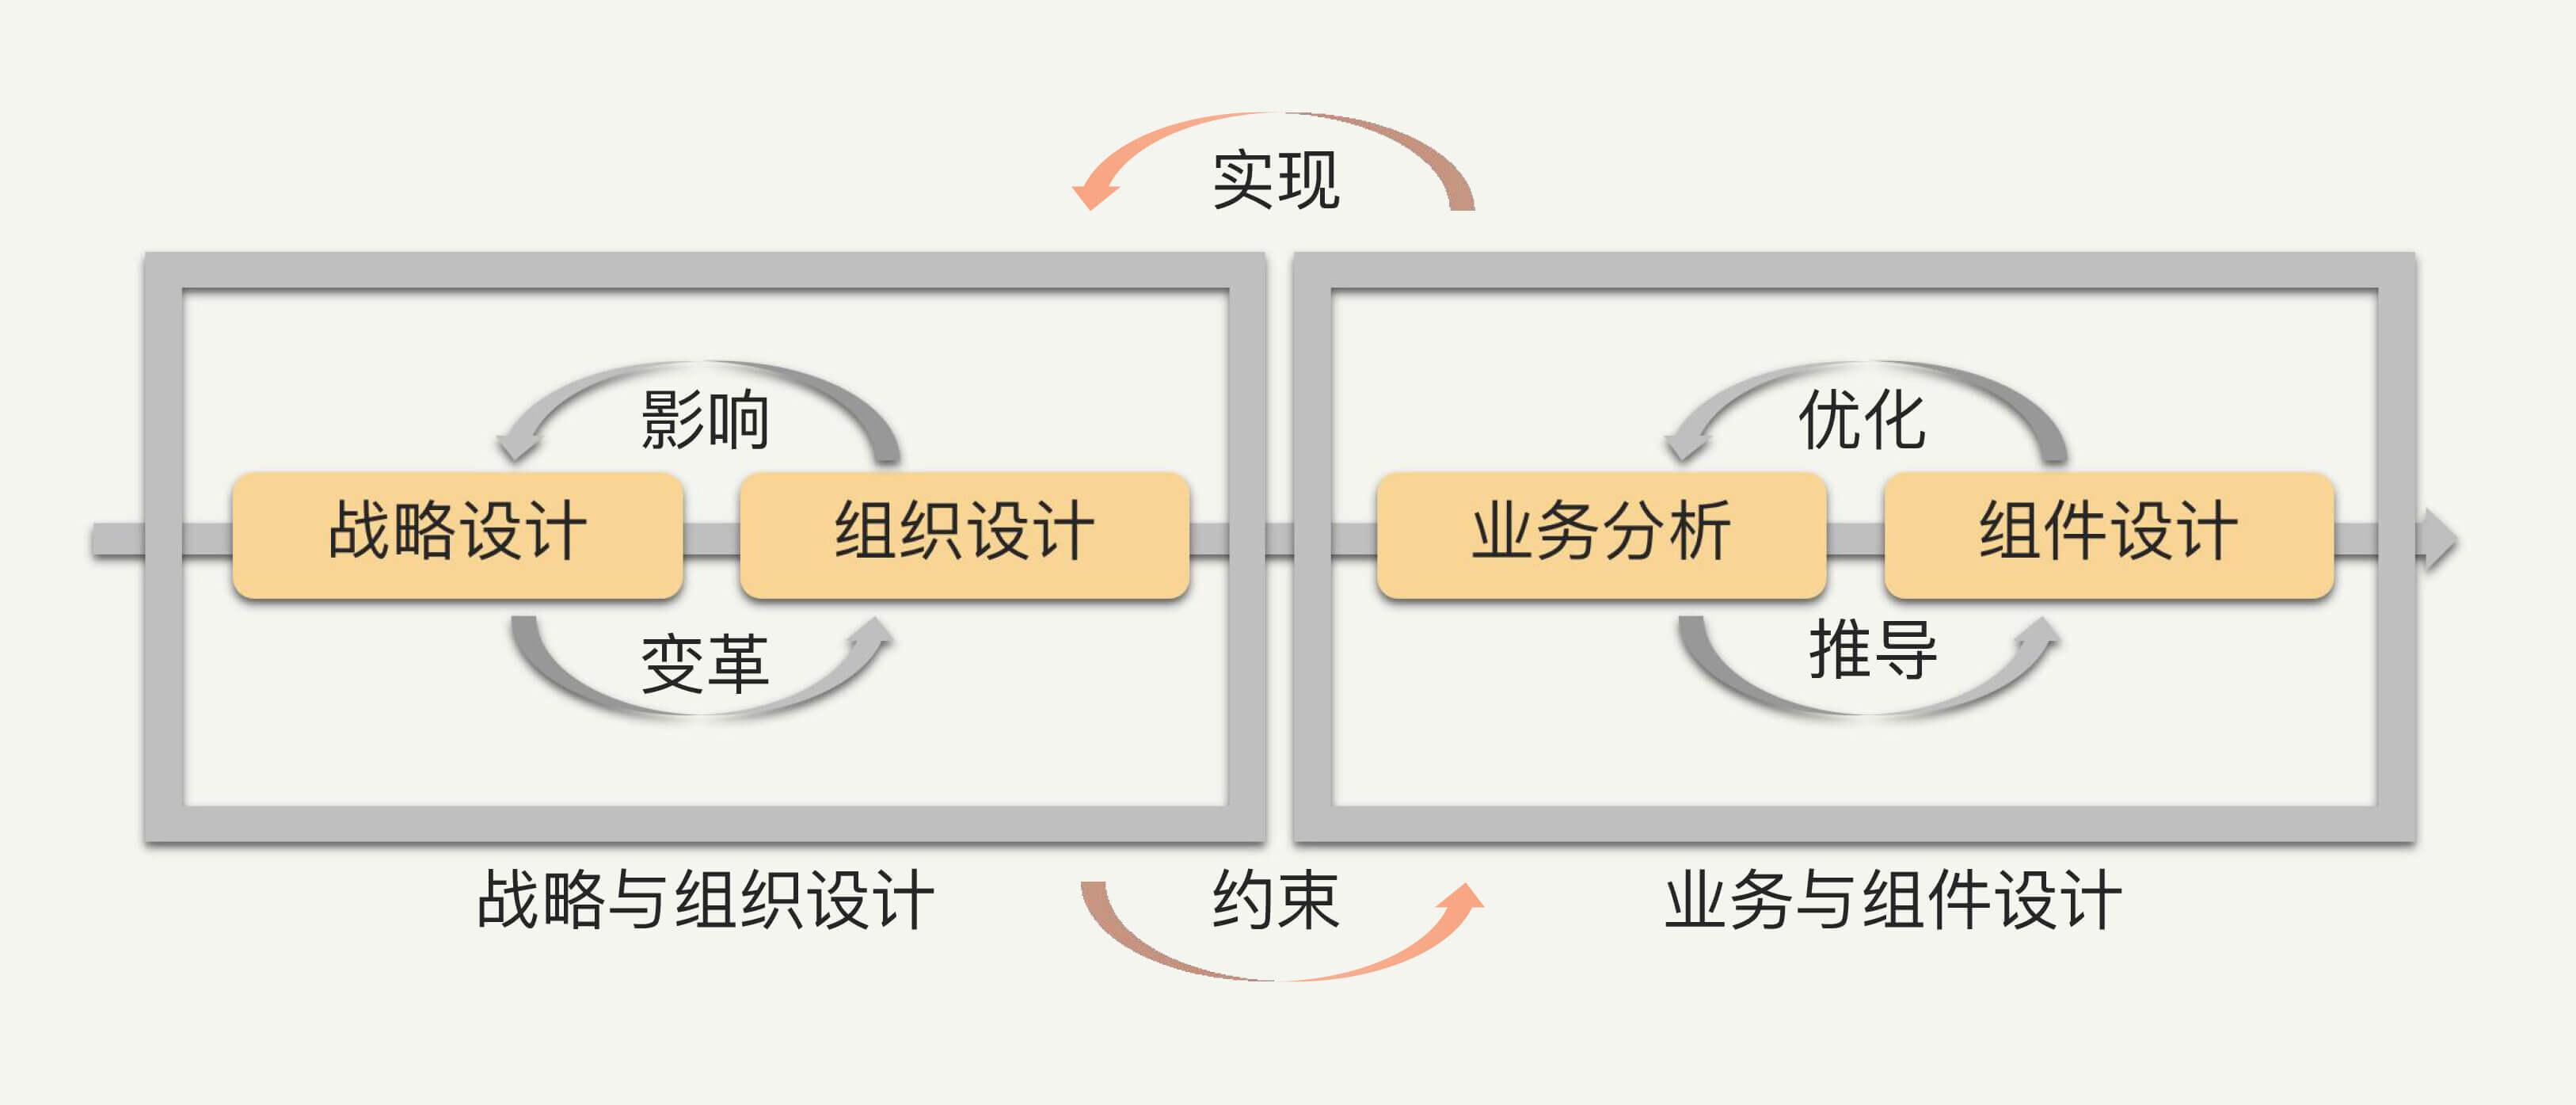 实现
影响
优化
战略设计
组织设计
业务分析
组件设计
变革
推导
战略与组织设计
约束
业务与组件设计